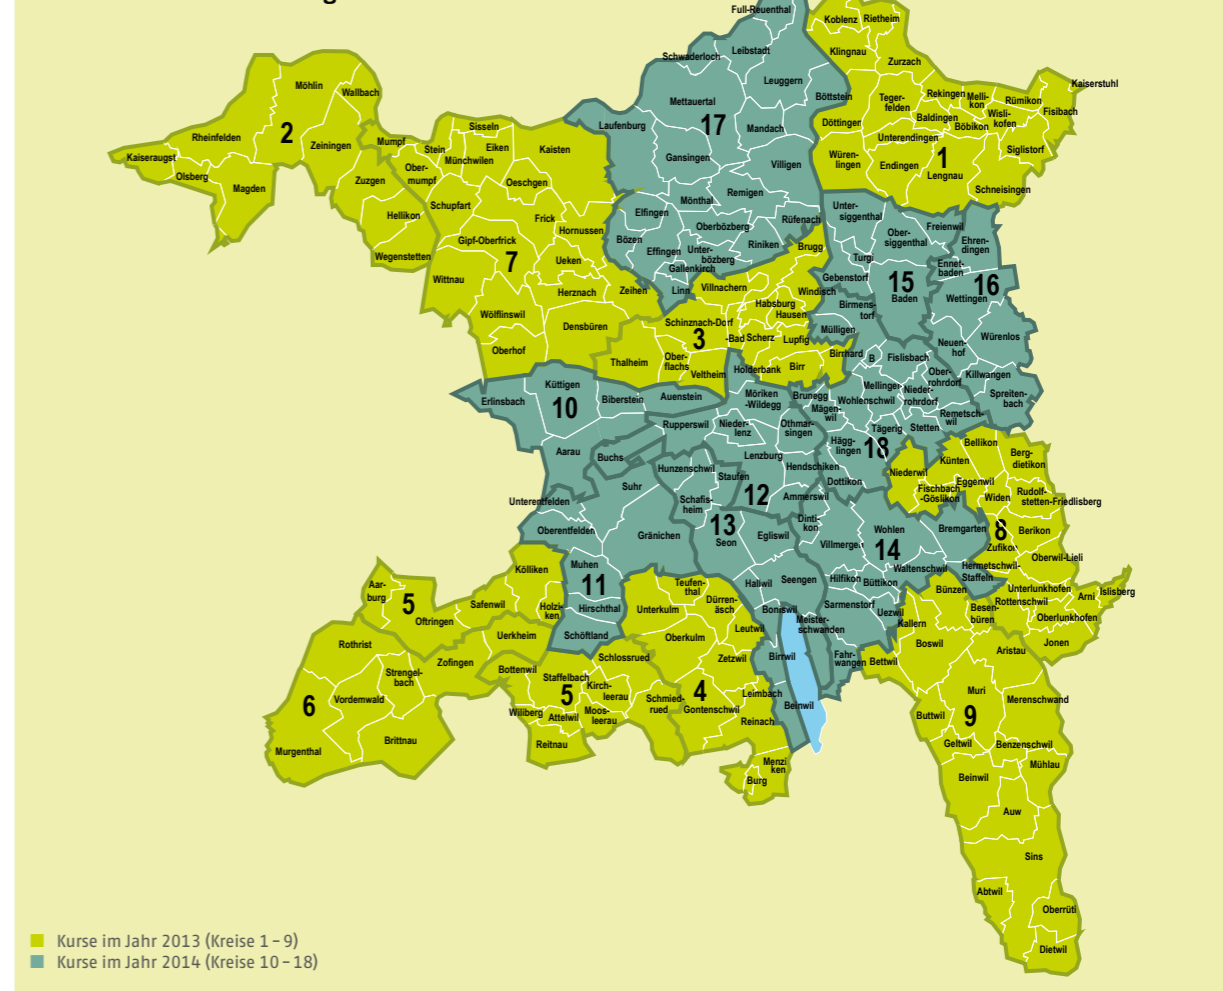 Full-Reuenthal
Koblenz Rietheim
Schwaderloch Leibstadt
Klingnau
Zurzach
Leuggern
Möhlin
Wallbach
Kaiserstuhl
Mettauertal
Böttstein
Teger-
felden
Rekingen
Melli-
kon
Rümikon
Wisli-
kofen
Fisibach
Baldingen
Böbikon
17
2
Rheinfelden
Laufenburg
Mandach
Döttingen
Sisseln
Eiken
Kaisten
Stein
Mumpf
Münchwilen
Zeiningen
Unterendingen
Siglistorf
Gansingen
Villigen
Würen-
lingen
Endingen
1
Lengnau
Kaiseraugst
Olsberg
Magden
Zuzgen
Ober-
mumpf
Oeschgen
Schneisingen
Mönthal
Remigen
Schupfart
Hellikon
Elfingen
Frick
Hornussen
Bözen
Oberbözberg
Rüfenach
Unter-
siggenthal
Ober-
siggenthal
Freienwil
Ehren-
dingen
Gipf-Oberfrick
7
Wegenstetten
Effingen
Unter-
bözberg
Riniken
Brugg
Turgi
Ennet-
baden
Ueken
Gallenkirch
Wittnau
Herznach
Zeihen
Linn
Villnachern
Habsburg
Windisch
Gebenstorf
15
Baden
16
Wettingen
Hausen
Birmens-
torf
Wölflinswil
Densbüren
Schinznach-Dorf
3
-Bad
Scherz
Lupfig
Mülligen
Neuen-
hof
Würenlos
Oberhof
Thalheim
Ober-
flachs
Veltheim
Holderbank
Birr
Birrhard
B
Fislisbach
Ober-
rohrdorf
Killwangen
Küttigen
10
Erlinsbach
Biberstein
Auenstein
Möriken
-Wildegg
Brunegg
Mägen-
wil
Mellingen
Wohlenschwil
Nieder-
rohrdorf
Spreiten-
bach
Remetsch-
wil
Rupperswil
Nieder-
lenz
Othmar-
singen
Tägerig
Stetten
Aarau
Buchs
Hägg-
lingen
18
Bellikon
Berg-
dietikon
Hunzenschwil
Lenzburg
Hendschiken
Künten
Niederwil
Staufen
Suhr
Dottikon
Eggenwil
Fischbach
-Göslikon
Widen
Rudolf-
stetten-Friedlisberg
12
Ammerswil
Schafis-
heim
Unterentfelden
Oberentfelden
Gränichen
13
Seon
Egliswil
Dinti-
kon
Villmergen
Wohlen
14
Bremgarten
8
Zufikon
Berikon
Oberwil-Lieli
Muhen
11
Hirschthal
Kölliken
Hallwil
Seengen
Hilfikon
Büttikon
Waltenschwil
Hermetschwil-
Staffeln
Teufen-
thal
Aar-
burg
5
Oftringen
Safenwil
Holzi-
ken
Unterkulm
Dürren-
äsch
Boniswil
Meister-
schwanden
Sarmenstorf
Uezwil
Kallern
Bünzen
Besen-
büren
Unterlunkhofen
Rottenschwil
Oberlunkhofen
Arni
Islisberg
Rothrist
Uerkheim
Schöftland
Oberkulm
Leutwil
Boswil
Aristau
Jonen
Zofingen
Strengel-
bach
Bottenwil
Schlossrued
Zetzwil
Birrwil
Fahr-
wangen
Bettwil
Staffelbach
5
Kirch-
leerau
6
Vordemwald
Schmied-
rued
4
Gontenschwil
Leimbach
Beinwil
Muri
Merenschwand
Wiliberg
Attelwil
Moos-
leerau
Reinach
Buttwil
9
Murgenthal
Brittnau
Reitnau
Geltwil
Benzenschwil
Menzi
ken
Burg
Mühlau
Beinwil
Auw
Sins
Abtwil
Oberrüti
Dietwil
Kurse im Jahr 2013 (Kreise 1 – 9)
Kurse im Jahr 2014 (Kreise 10 – 18)